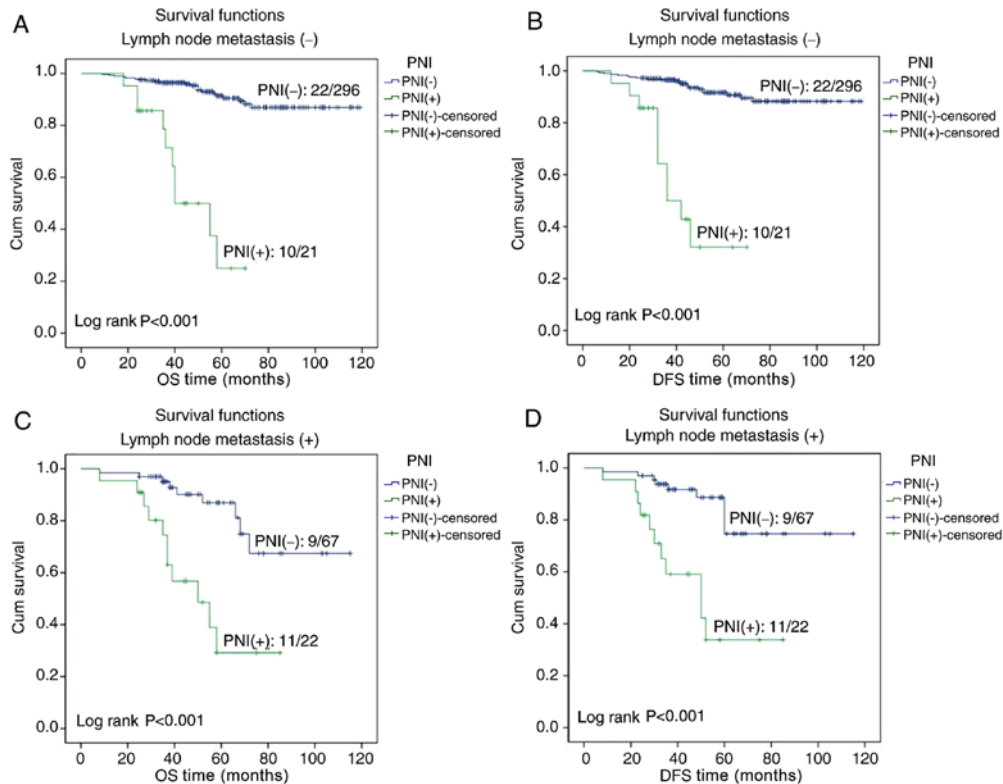 A
Survival functions
Lymph node metastasis (−)
PNI
PNI(-)
PNI(+)
PNI(-)-censored
PNI(+)-censored
PNI(−): 22/296
PNI(+): 10/21
Log rank P<0.001
Cum survival
1.0
0.8
0.6
0.4
0.2
0.0
0 20 40 60 80 100 120
OS time (months)
B
Survival functions
Lymph node metastasis (−)
PNI
PNI(-)
PNI(+)
PNI(-)-censored
PNI(+)-censored
PNI(−): 22/296
PNI(+): 10/21
Log rank P<0.001
Cum survival
1.0
0.8
0.6
0.4
0.2
0.0
0 20 40 60 80 100 120
DFS time (months)
C
Survival functions
Lymph node metastasis (+)
PNI
PNI(-)
PNI(+)
PNI(-)-censored
PNI(+)-censored
PNI(−): 9/67
PNI(+): 11/22
Log rank P<0.001
Cum survival
1.0
0.8
0.6
0.4
0.2
0.0
0 20 40 60 80 100 120
OS time (months)
D
Survival functions
Lymph node metastasis (+)
PNI
PNI(-)
PNI(+)
PNI(-)-censored
PNI(+)-censored
PNI(−): 9/67
PNI(+): 11/22
Log rank P<0.001
Cum survival
1.0
0.8
0.6
0.4
0.2
0.0
0 20 40 60 80 100 120
DFS time (months)